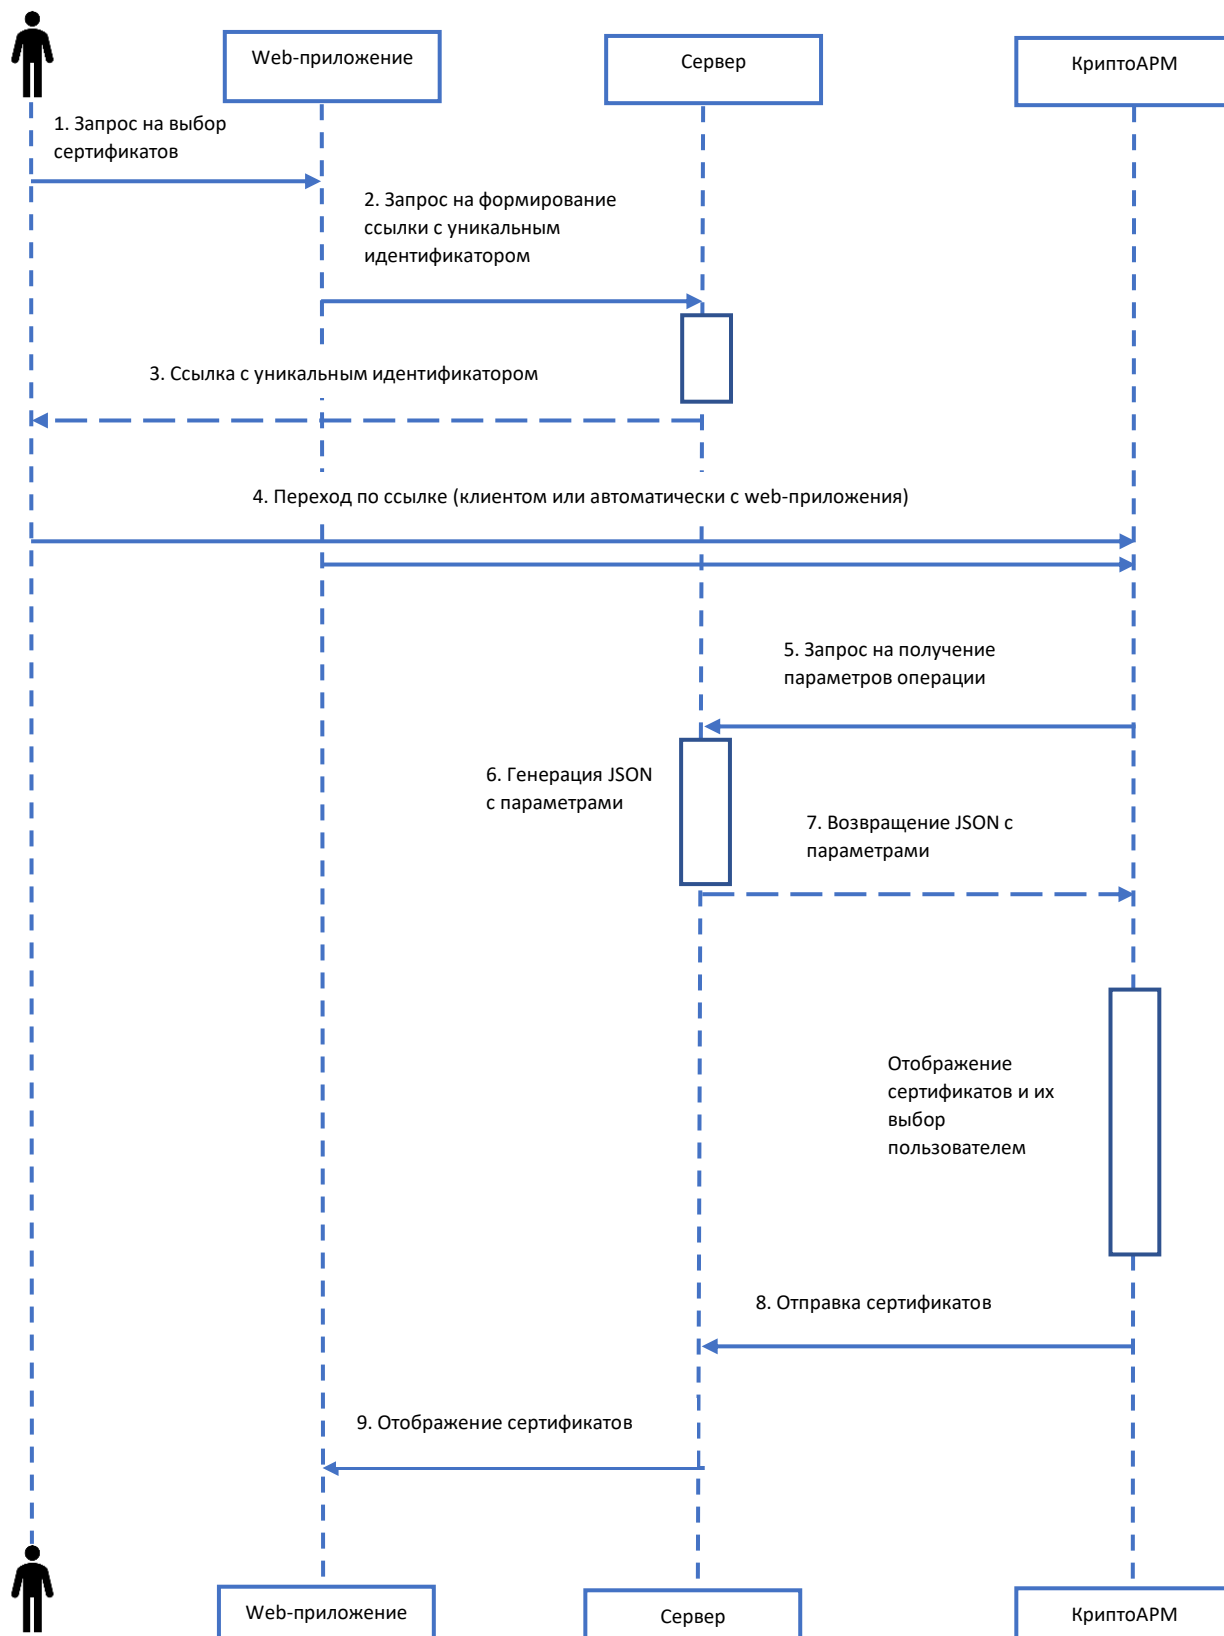 Web-приложение
Сервер
КриптоАРМ
1. Запрос на выбор
сертификатов
2. Запрос на формирование
ссылки с уникальным
идентификатором
3. Ссылка с уникальным идентификатором
4. Переход по ссылке (клиентом или автоматически с web-приложения)
5. Запрос на получение
параметров операции
6. Генерация JSON
с параметрами
7. Возвращение JSON с
параметрами
Отображение
сертификатов и их
выбор
пользователем
8. Отправка сертификатов
9. Отображение сертификатов
Web-приложение
Сервер
КриптоАРМ